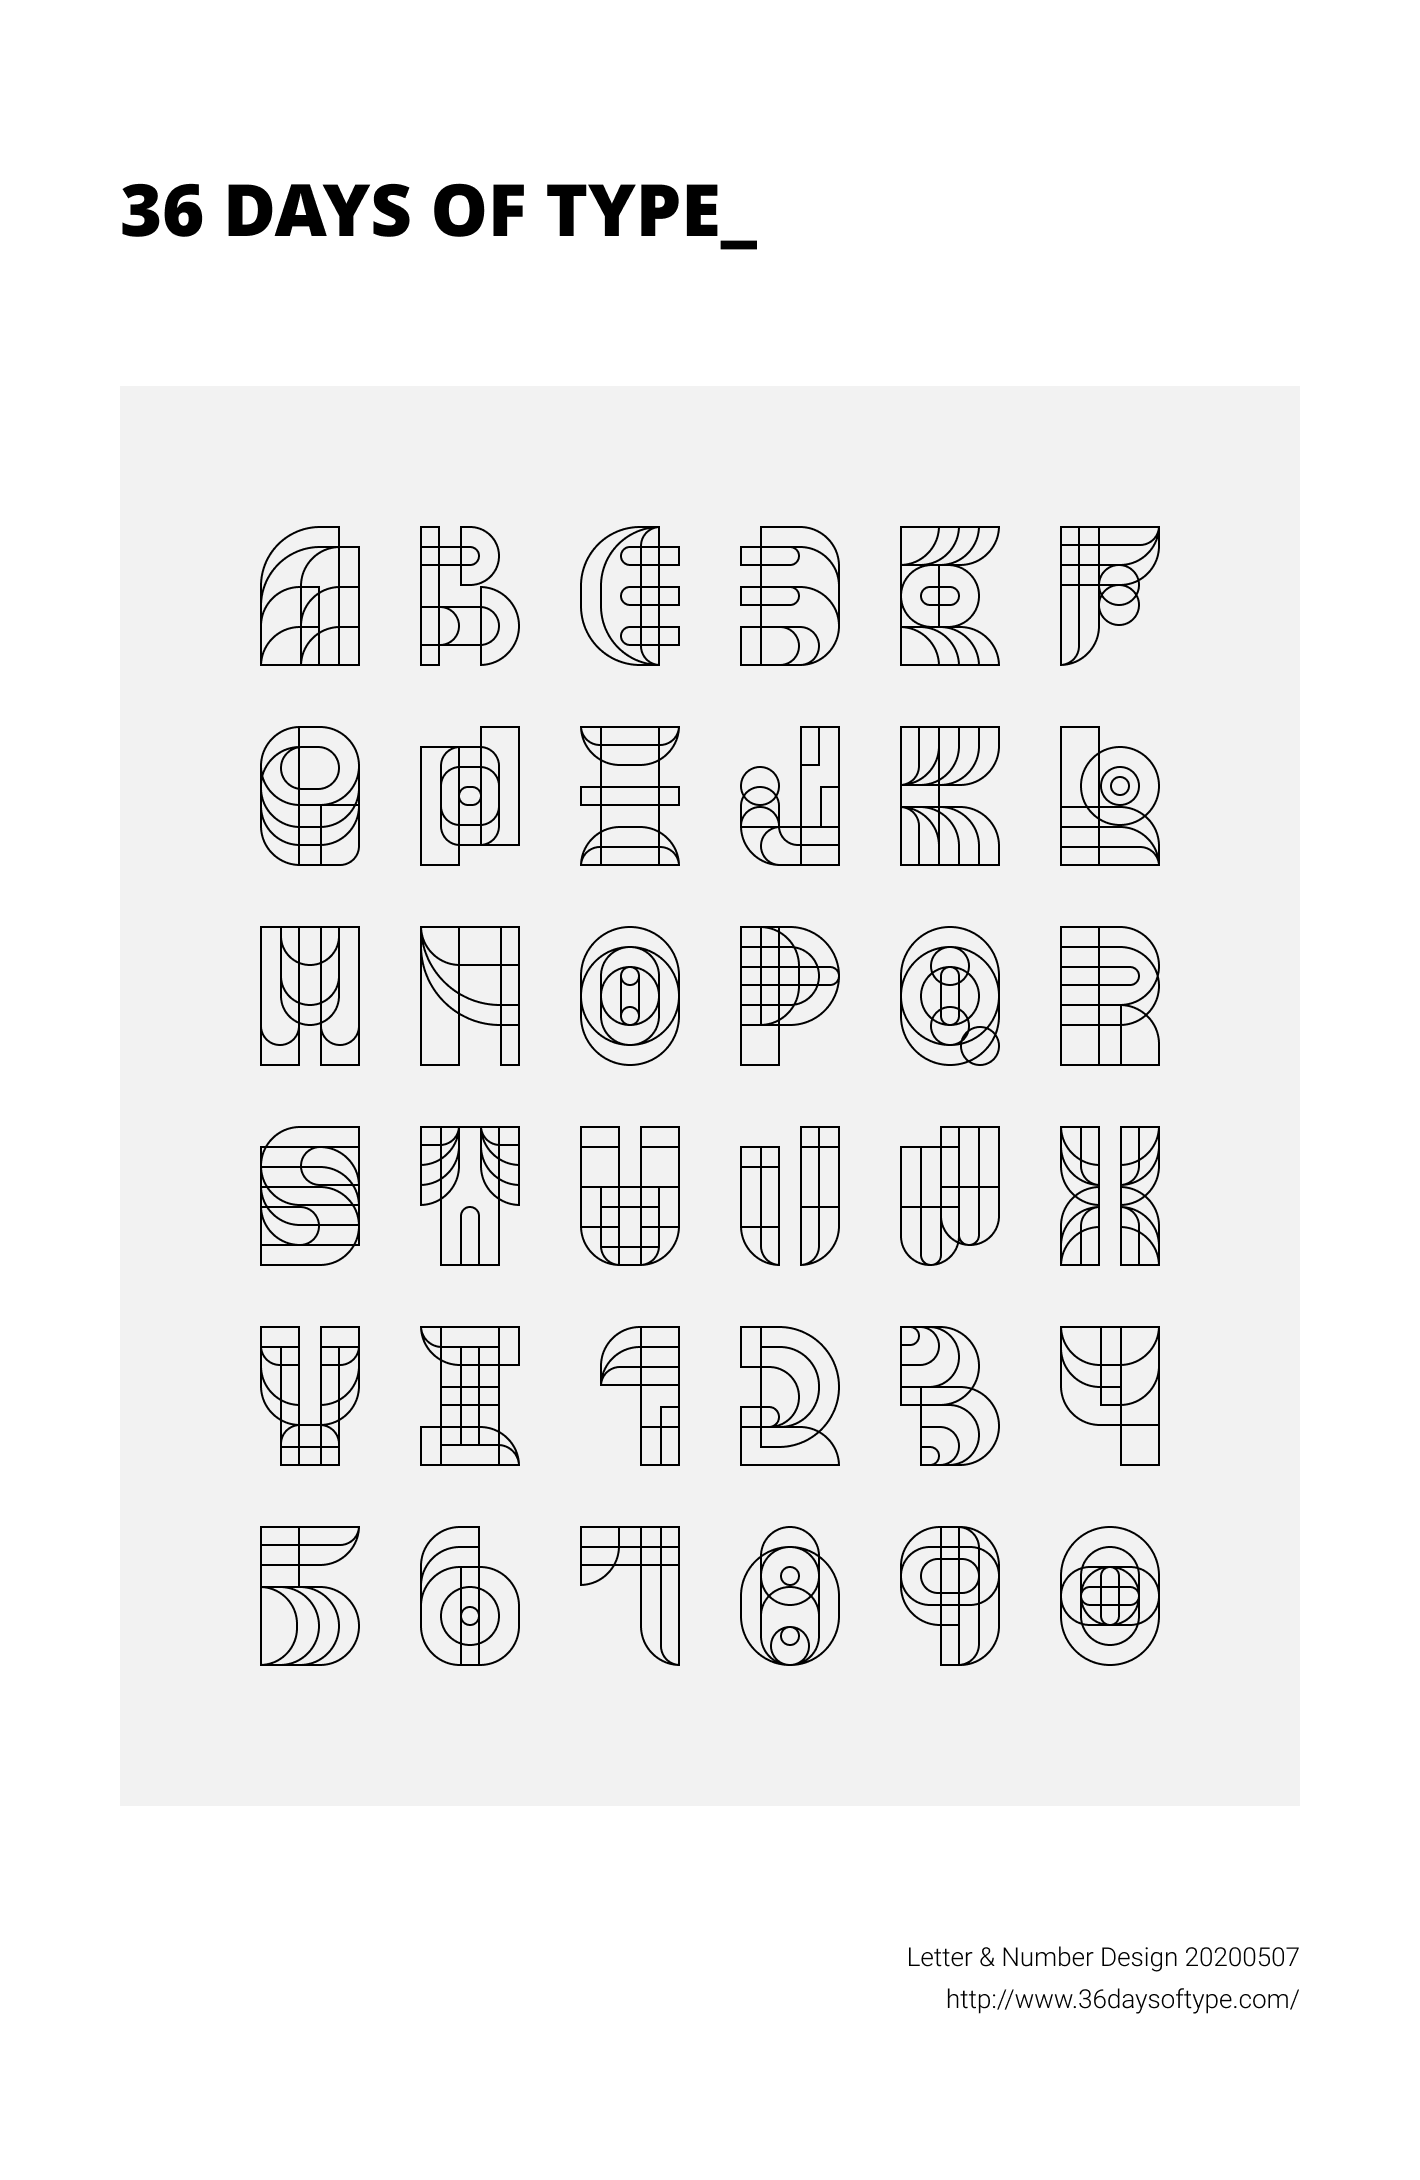 36 DAYS OF TYPE_
A B C D E F
G H I J K L
M N O P Q R
S T U V W X
Y Z 1 2 3 4
5 6 7 8 9 0
Letter & Number Design 20200507
http://www.36daysoftype.com/